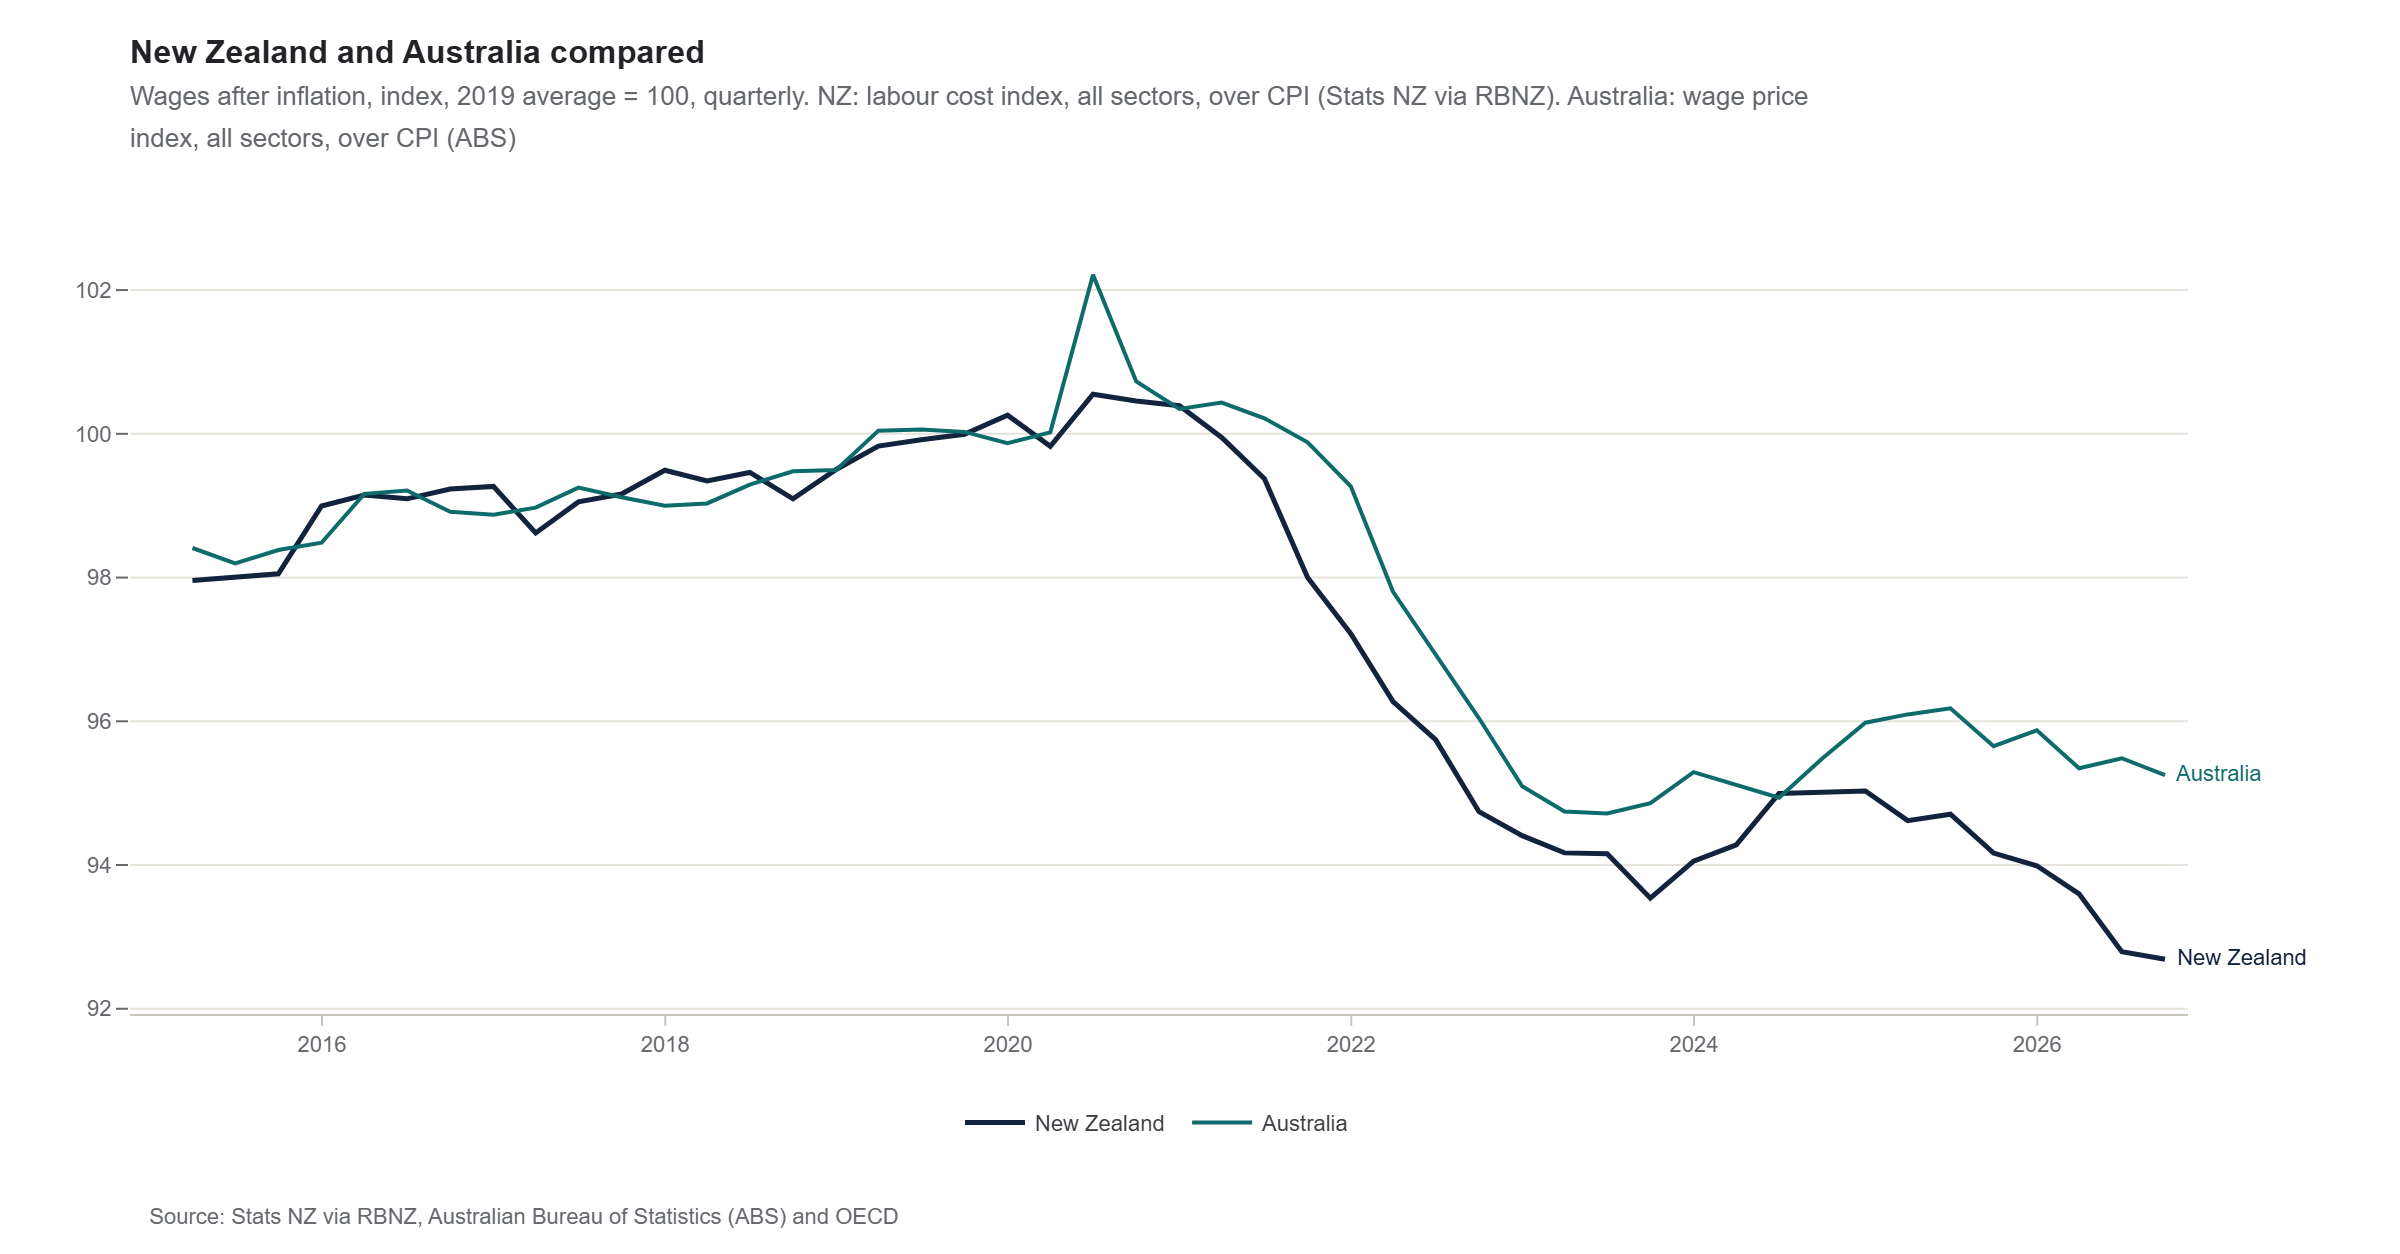 New Zealand and Australia compared
Wages after inflation, index, 2019 average = 100, quarterly. NZ: labour cost index, all sectors, over CPI (Stats NZ via RBNZ). Australia: wage price
index, all sectors, over CPI (ABS)
102
100
98
96
94
92
Australia
New Zealand
2016
2018
2020
2022
2024
2026
New Zealand
Australia
Source: Stats NZ via RBNZ, Australian Bureau of Statistics (ABS) and OECD